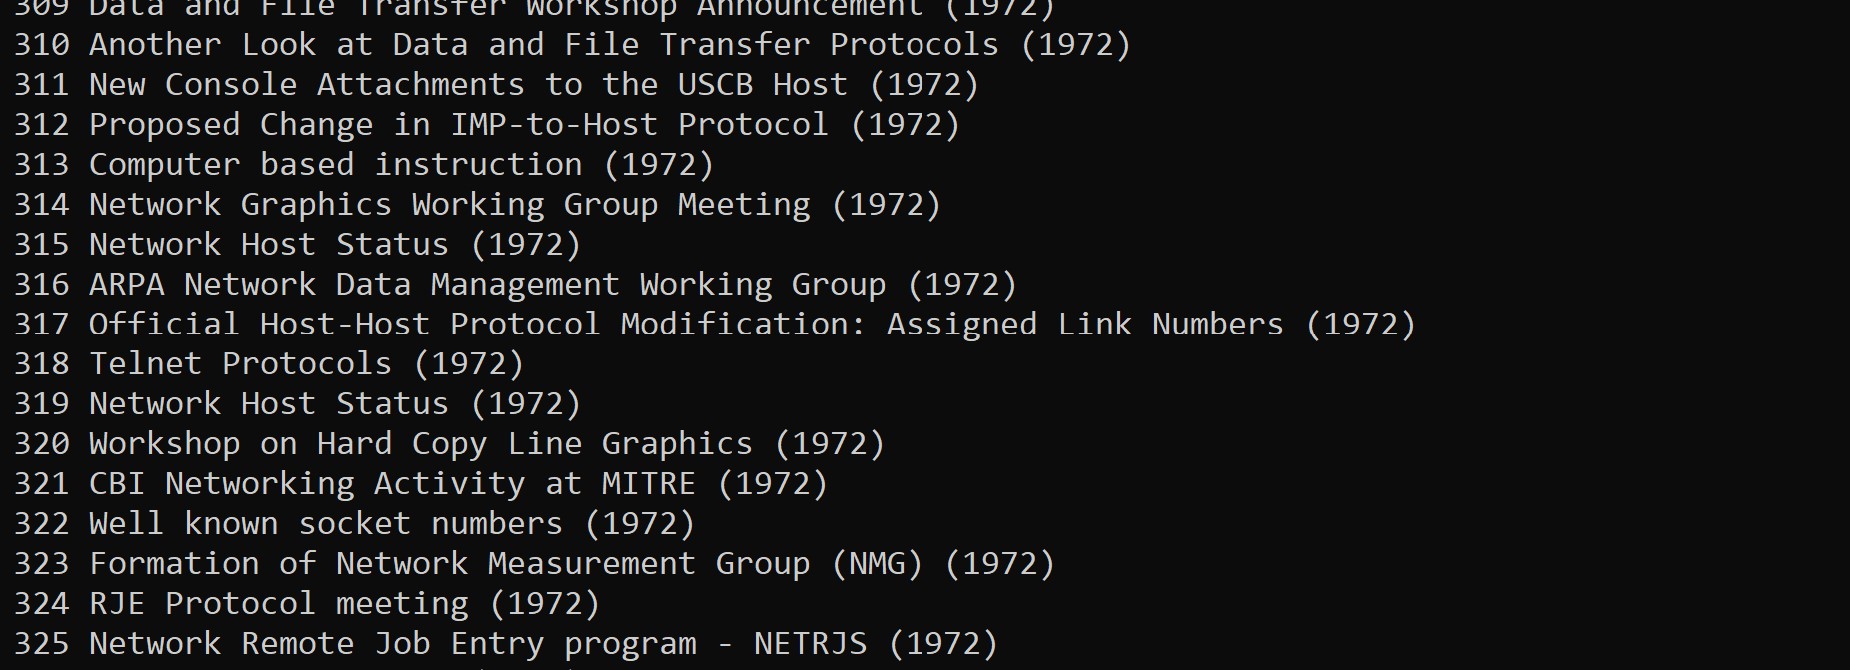 309 Data and File Transfer Workshop Announcement (1972)
310 Another Look at Data and File Transfer Protocols (1972)
311 New Console Attachments to the USCB Host (1972)
312 Proposed Change in IMP-to-Host Protocol (1972)
313 Computer based instruction (1972)
314 Network Graphics Working Group Meeting (1972)
315 Network Host Status (1972)
316 ARPA Network Data Management Working Group (1972)
317 Official Host-Host Protocol Modification: Assigned Link Numbers (1972)
318 Telnet Protocols (1972)
319 Network Host Status (1972)
320 Workshop on Hard Copy Line Graphics (1972)
321 CBI Networking Activity at MITRE (1972)
322 Well known socket numbers (1972)
323 Formation of Network Measurement Group (NMG) (1972)
324 RJE Protocol meeting (1972)
325 Network Remote Job Entry program - NETRJS (1972)